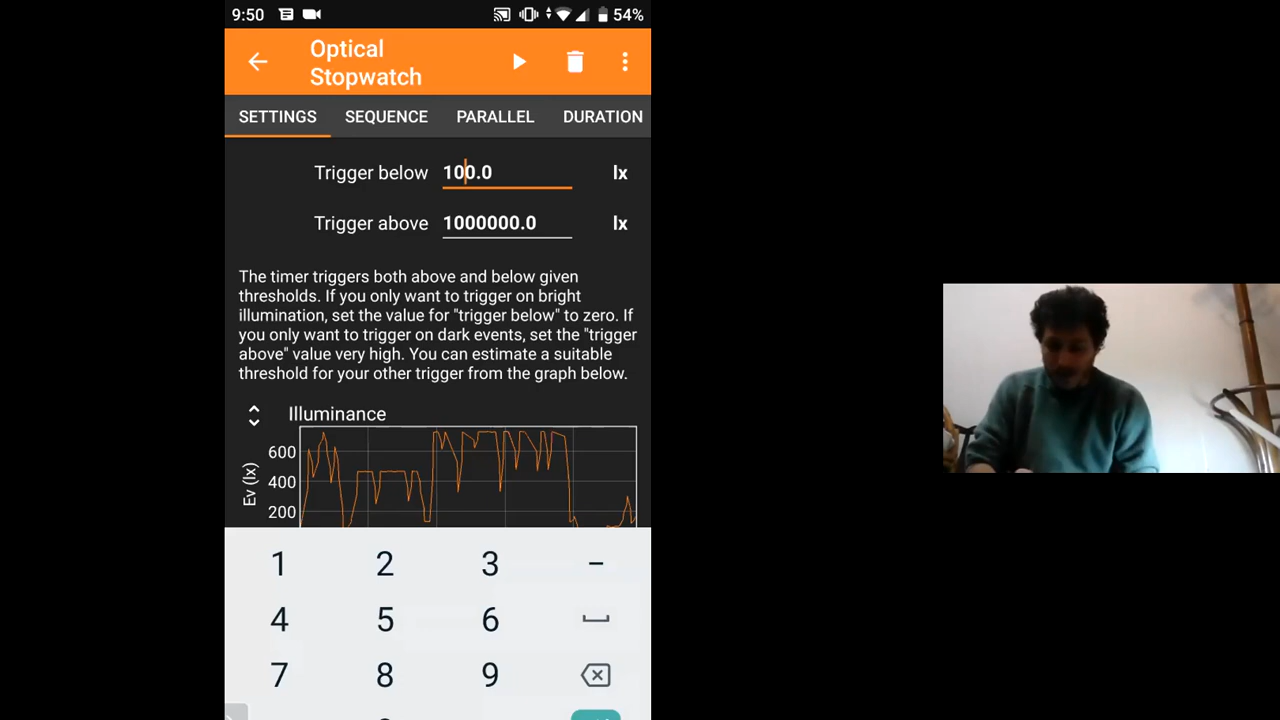 9:50
54%
Optical
Stopwatch
SETTINGS
SEQUENCE
PARALLEL
DURATION
Trigger below 100.0 lx
Trigger above 1000000.0 lx
The timer triggers both above and below given
thresholds. If you only want to trigger on bright
illumination, set the value for "trigger below" to zero. If
you only want to trigger on dark events, set the "trigger
above" value very high. You can estimate a suitable
threshold for your other trigger from the graph below.
Illuminance
Ev (lx)
600
400
200
1 2 3 −
4 5 6
7 8 9